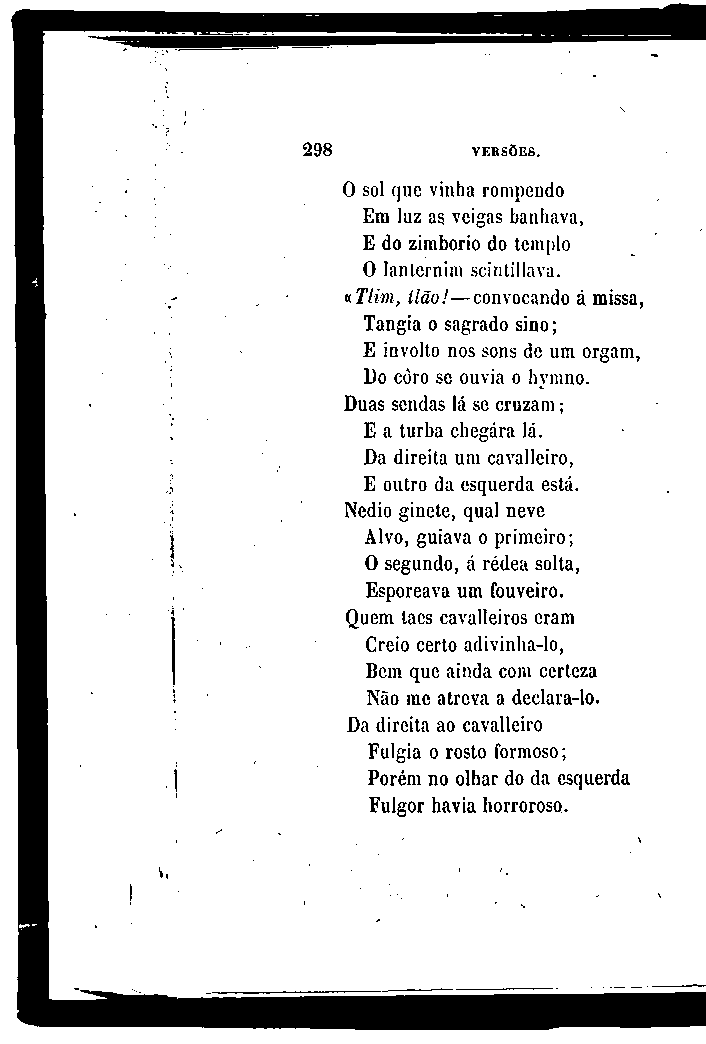 298 VERSÕES.
O sol que vinha rompendo
Em luz as veigas banhava,
E do zimborio do templo
O lanternim scintillava.
«Tlim, tlão!—convocando á missa,
Tangia o sagrado sino;
E involto nos sons de um orgam,
Do côro se ouvia o hymno.
Duas sendas lá se cruzam;
E a turba chegára lá.
Da direita um cavalleiro,
E outro da esquerda está.
Nedio ginete, qual neve
Alvo, guiava o primeiro;
O segundo, á rédea solta,
Esporeava um fouveiro.
Quem taes cavalleiros eram
Creio certo adivinha-lo,
Bem que ainda com certeza
Não me atreva a declara-lo.
Da direita ao cavalleiro
Fulgia o rosto formoso;
Porém no olhar do da esquerda
Fulgor havia horroroso.